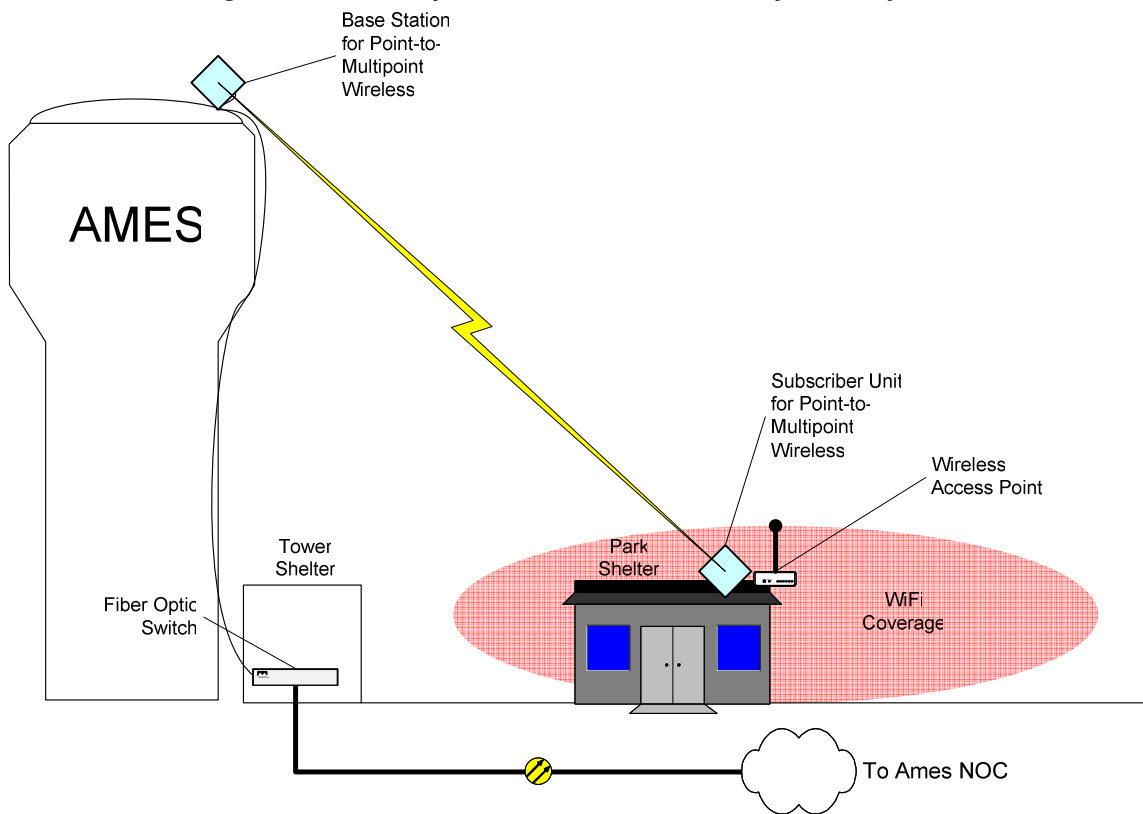 Base Station
for Point-to-
Multipoint
Wireless
AMES
Subscriber Unit
for Point-to-
Multipoint
Wireless
Wireless
Access Point
Tower
Shelter
Park
Shelter
Fiber Optic
Switch
WiFi
Coverage
To Ames NOC